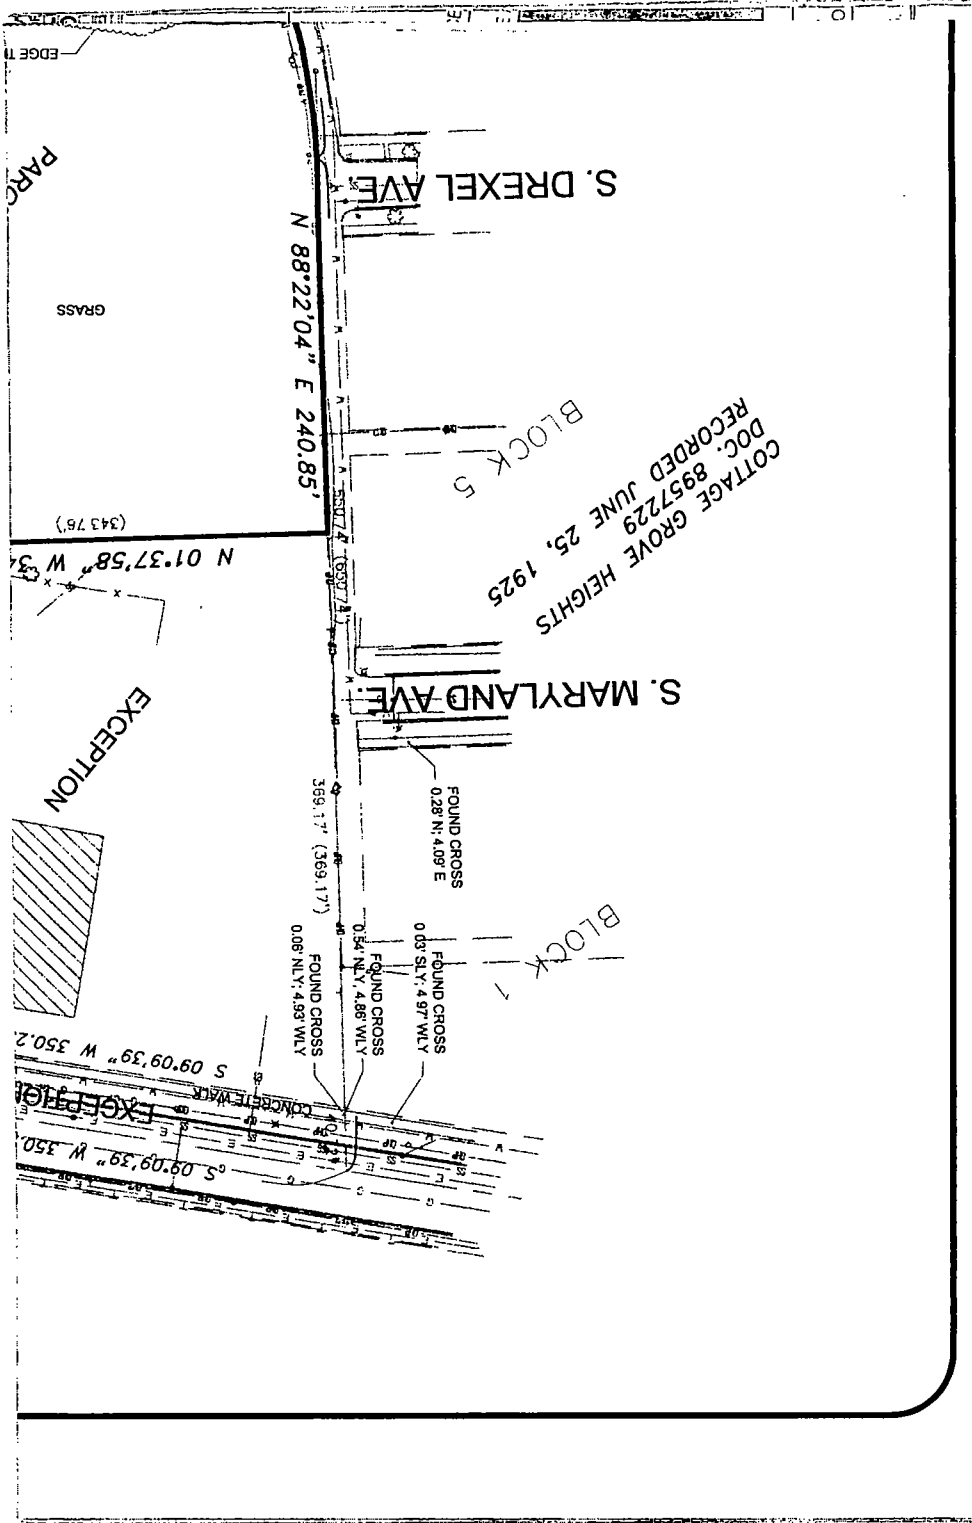 EDGE
PARC
S. DREXEL AVE.
N 88°22'04" E 240.85'
GRASS
BLOCK 5
COTTAGE GROVE HEIGHTS
DOC. 8957229
RECORDED JUNE 25, 1925
(343.76')
N 01°37'58" W 34
S. MARYLAND AVE.
EXCEPTION
369.17' (369.17')
FOUND CROSS
0.28' N; 4.09' E
BLOCK 1
FOUND CROSS
0.03' SLY; 4.97' WLY
FOUND CROSS
0.54' NLY; 4.86' WLY
FOUND CROSS
0.06' NLY; 4.93' WLY
S 09°09'39" W 350.2
CONCRETE WALK
EXCEPTION
S 09°09'39" W 350.